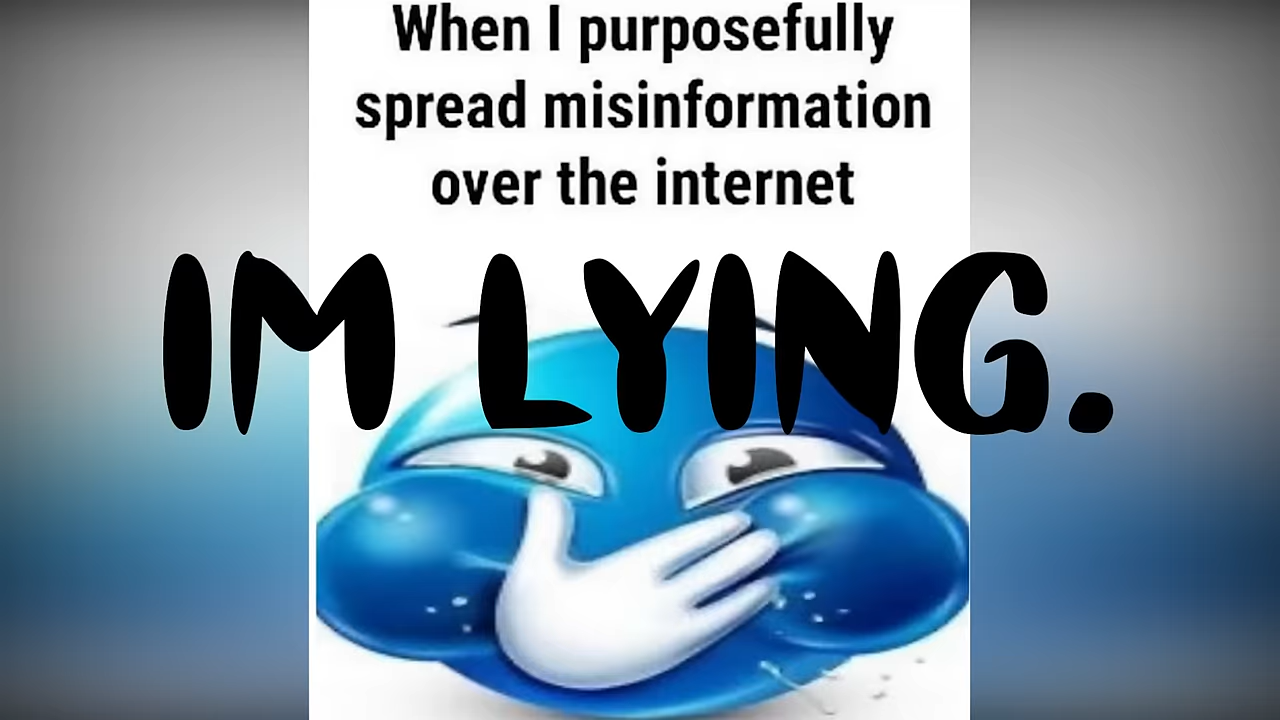 When I purposefully
spread misinformation
over the internet
IM LYING.